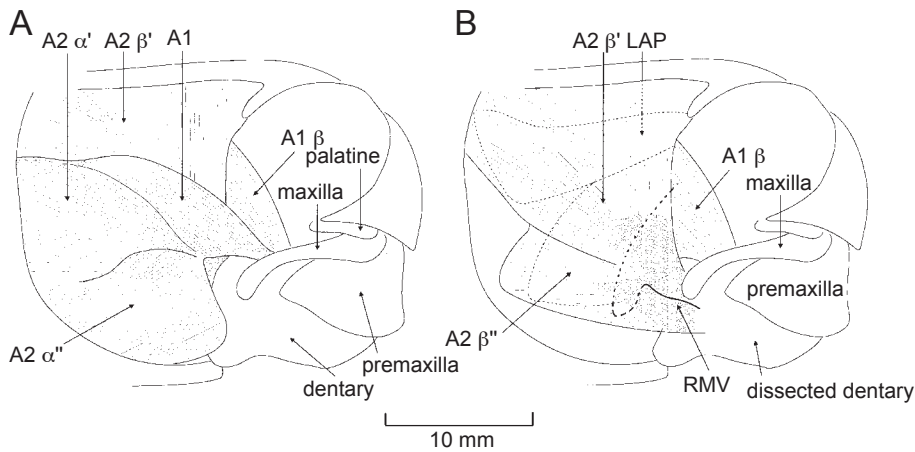 A
A2 α' A2 β' A1
A1 β
palatine
maxilla
A2 α"
premaxilla
dentary
B
A2 β' LAP
A1 β
maxilla
premaxilla
A2 β"
RMV
dissected dentary
10 mm